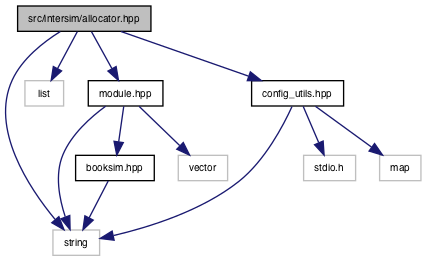 src/intersim/allocator.hpp
list
module.hpp
config_utils.hpp
booksim.hpp
vector
stdio.h
map
string